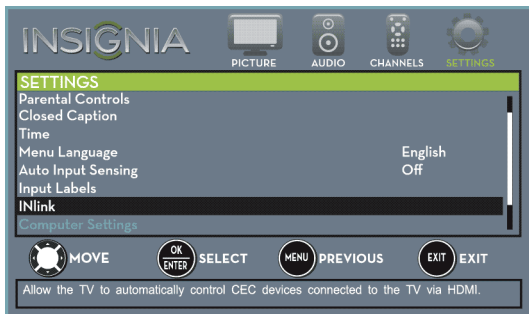 INSIGNIA
PICTURE AUDIO CHANNELS SETTINGS
SETTINGS
Parental Controls
Closed Caption
Time
Menu Language English
Auto Input Sensing Off
Input Labels
INlink
Computer Settings
MOVE OK ENTER SELECT MENU PREVIOUS EXIT EXIT
Allow the TV to automatically control CEC devices connected to the TV via HDMI.